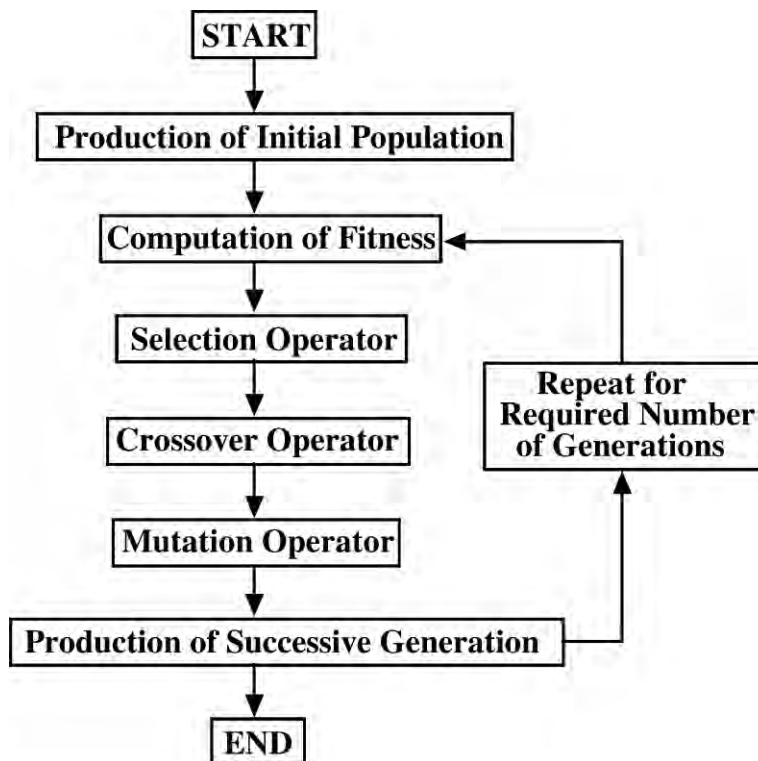 START
Production of Initial Population
Computation of Fitness
Selection Operator
Repeat for
Required Number
of Generations
Crossover Operator
Mutation Operator
Production of Successive Generation
END